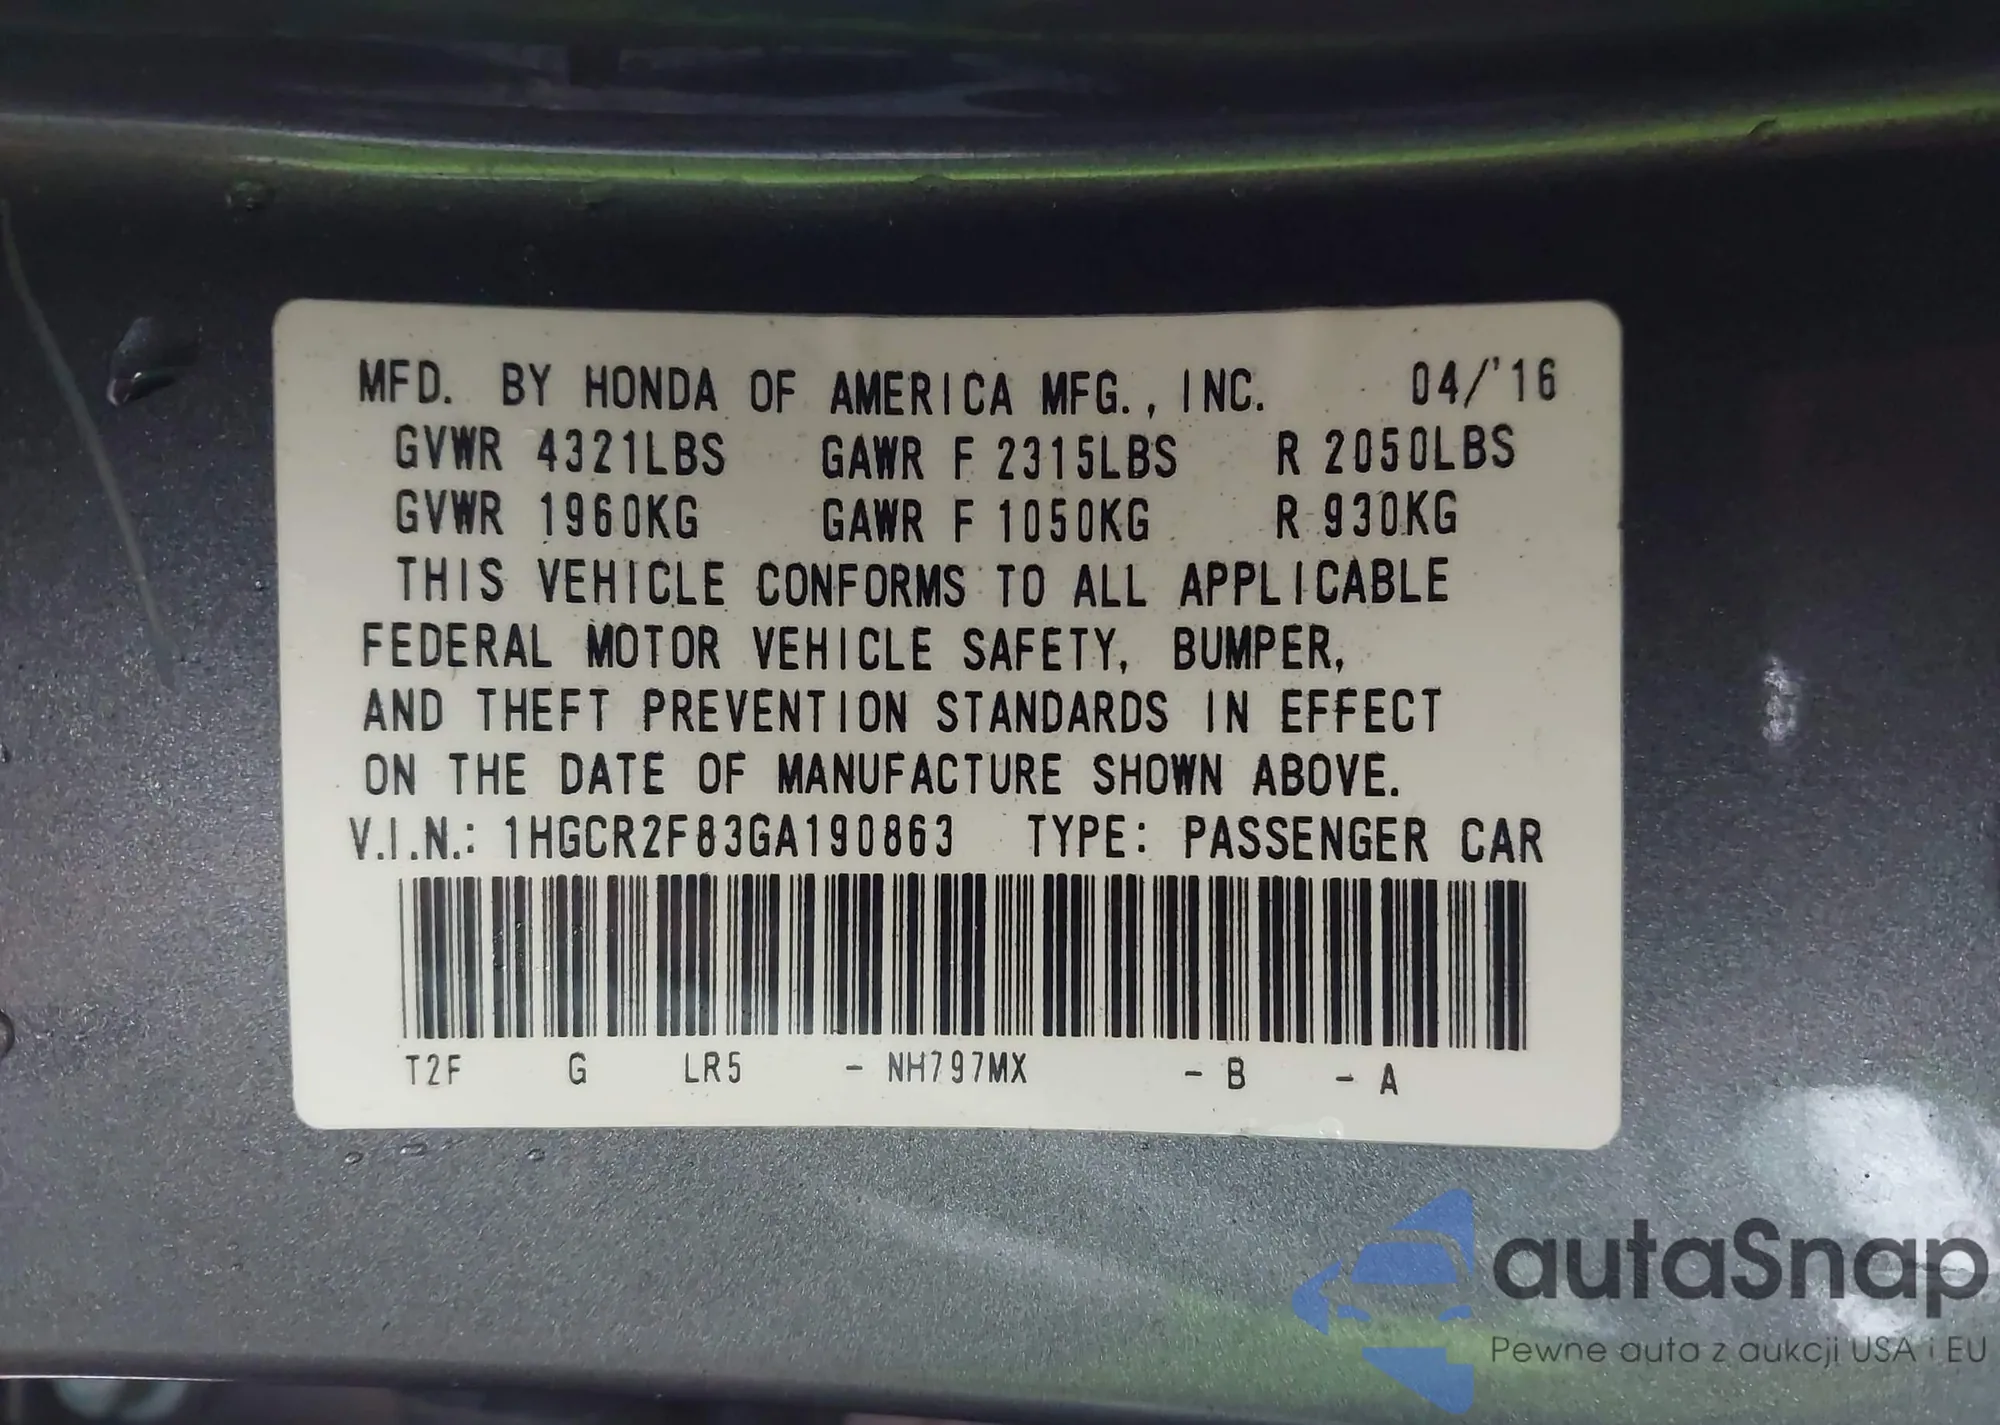 MFD. BY HONDA OF AMERICA MFG., INC. 04/'16
GVWR 4321LBS GAWR F 2315LBS R 2050LBS
GVWR 1960KG GAWR F 1050KG R 930KG
THIS VEHICLE CONFORMS TO ALL APPLICABLE
FEDERAL MOTOR VEHICLE SAFETY, BUMPER,
AND THEFT PREVENTION STANDARDS IN EFFECT
ON THE DATE OF MANUFACTURE SHOWN ABOVE.
V.I.N.: 1HGCR2F83GA190863 TYPE: PASSENGER CAR
T2F G LR5 - NH797MX - B - A
autaSnap
Pewne auta z aukcji USA i EU